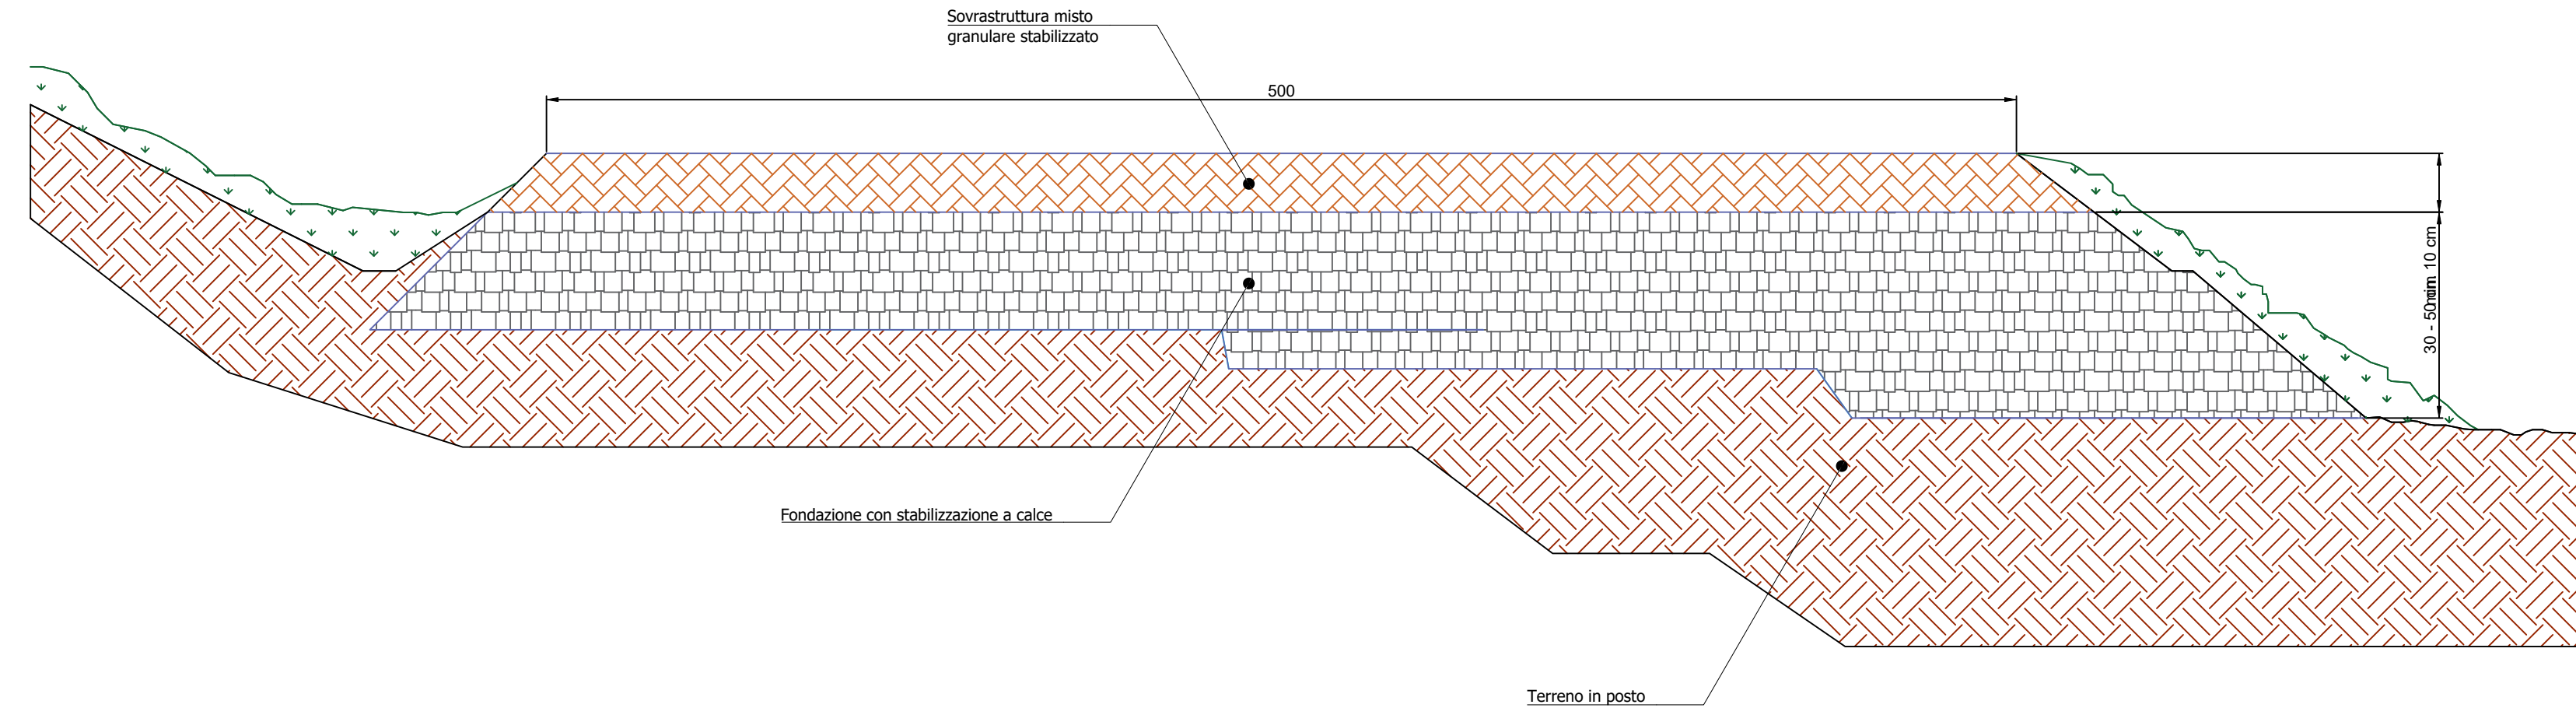 Sovrastruttura misto
granulare stabilizzato
500
min. 10 cm
30 - 50 cm
Fondazione con stabilizzazione a calce
Terreno in posto